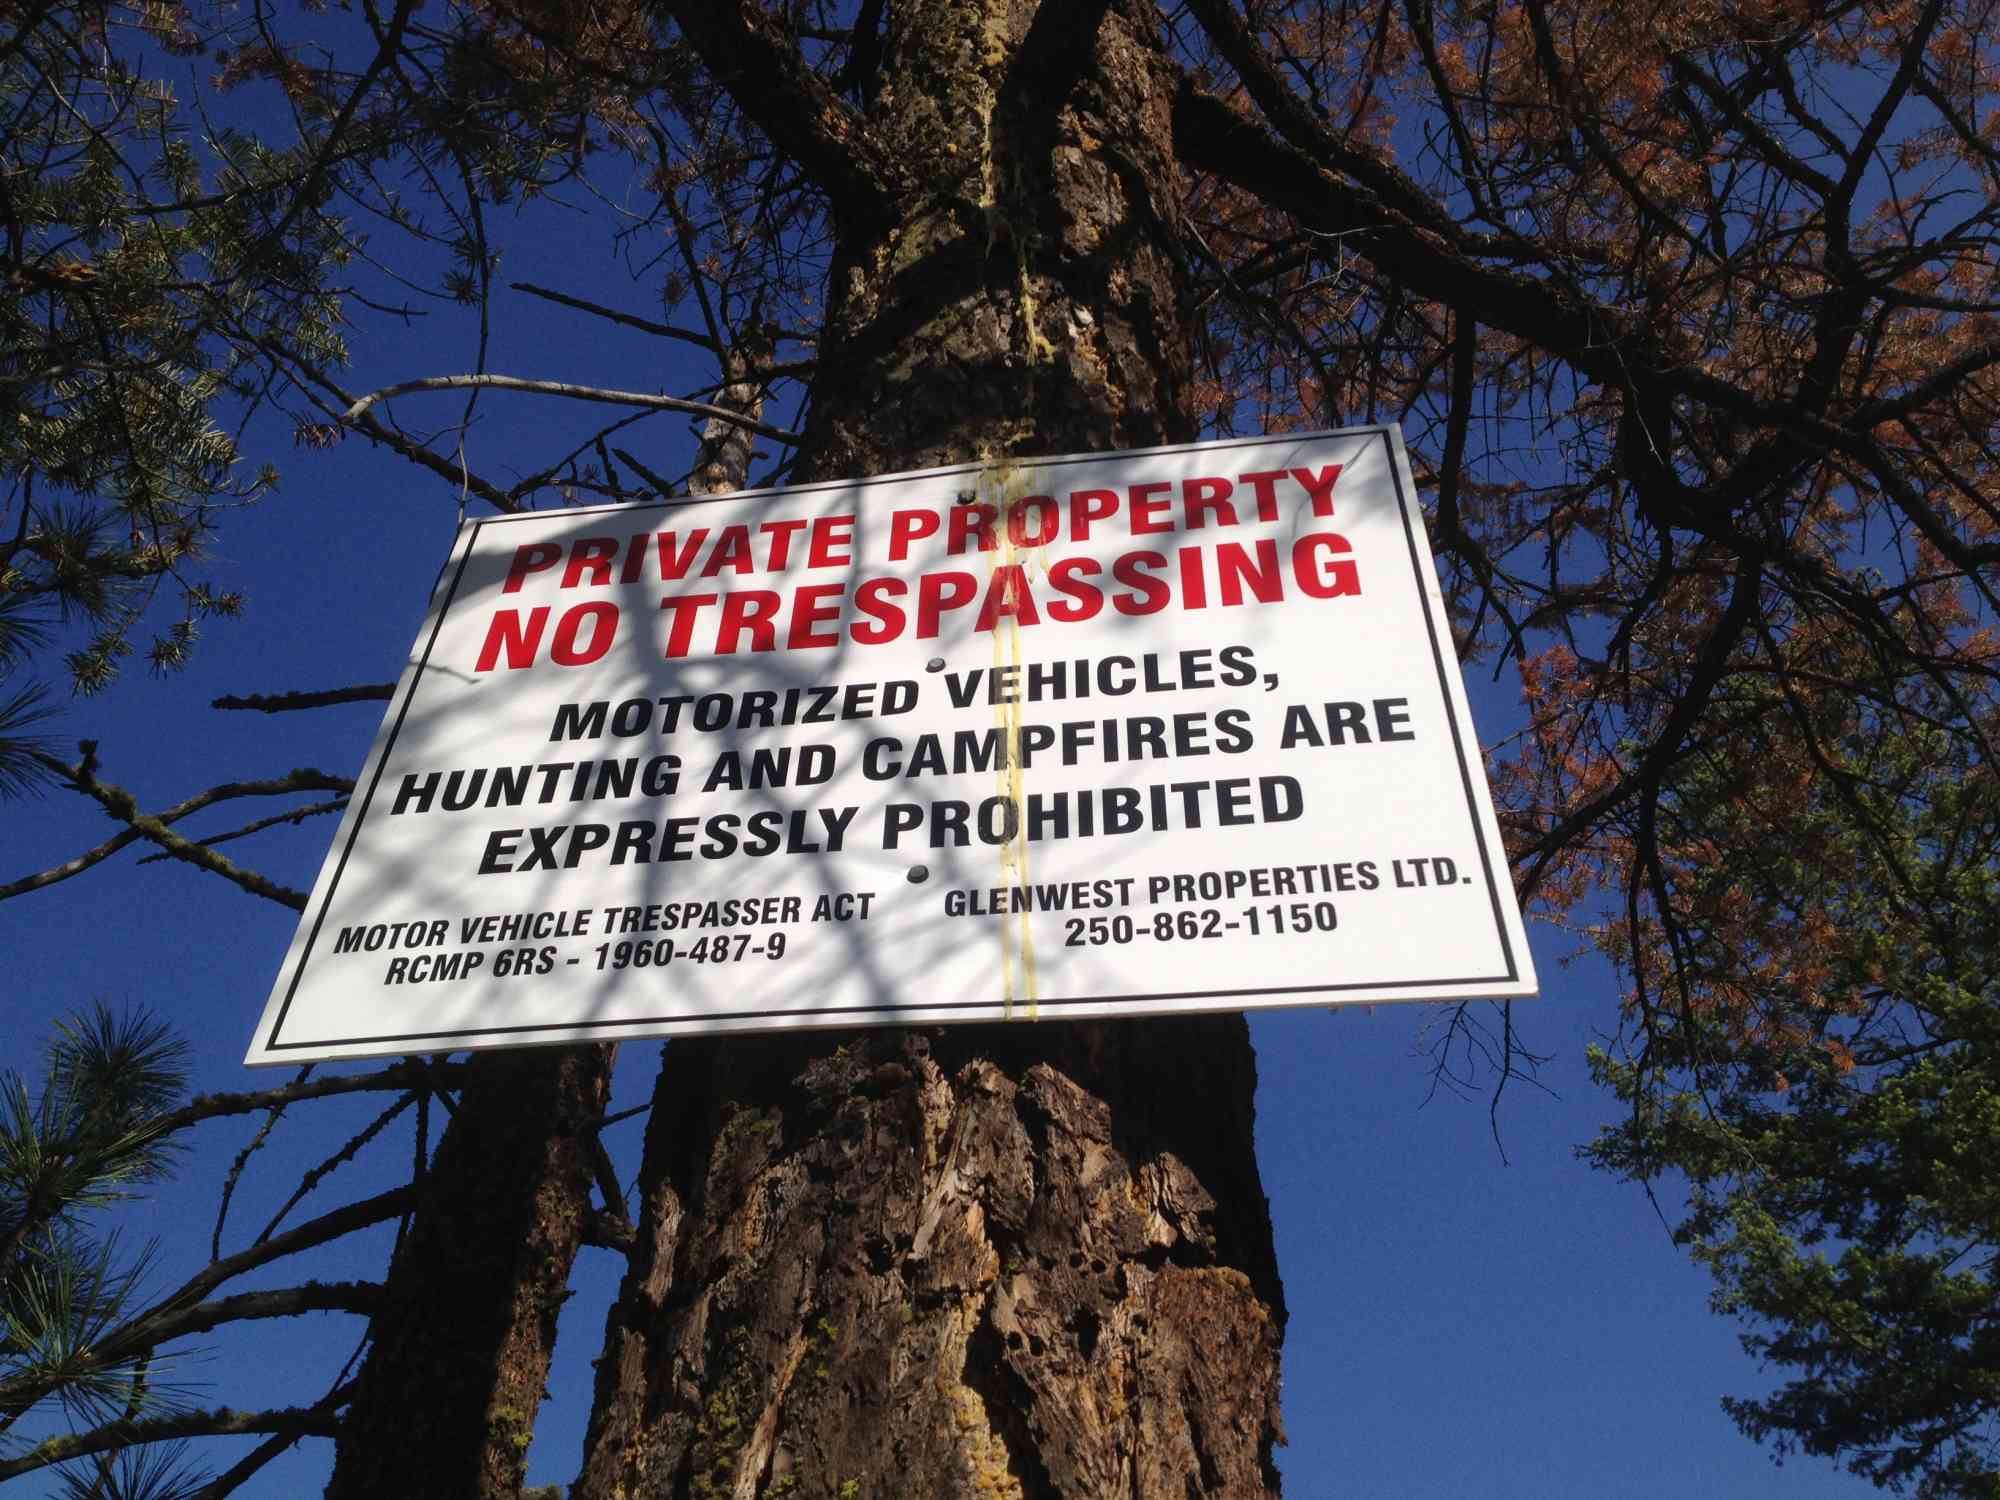 PRIVATE PROPERTY
NO TRESPASSING
MOTORIZED VEHICLES,
HUNTING AND CAMPFIRES ARE
EXPRESSLY PROHIBITED
MOTOR VEHICLE TRESPASSER ACT
RCMP 6RS - 1960-487-9
GLENWEST PROPERTIES LTD.
250-862-1150